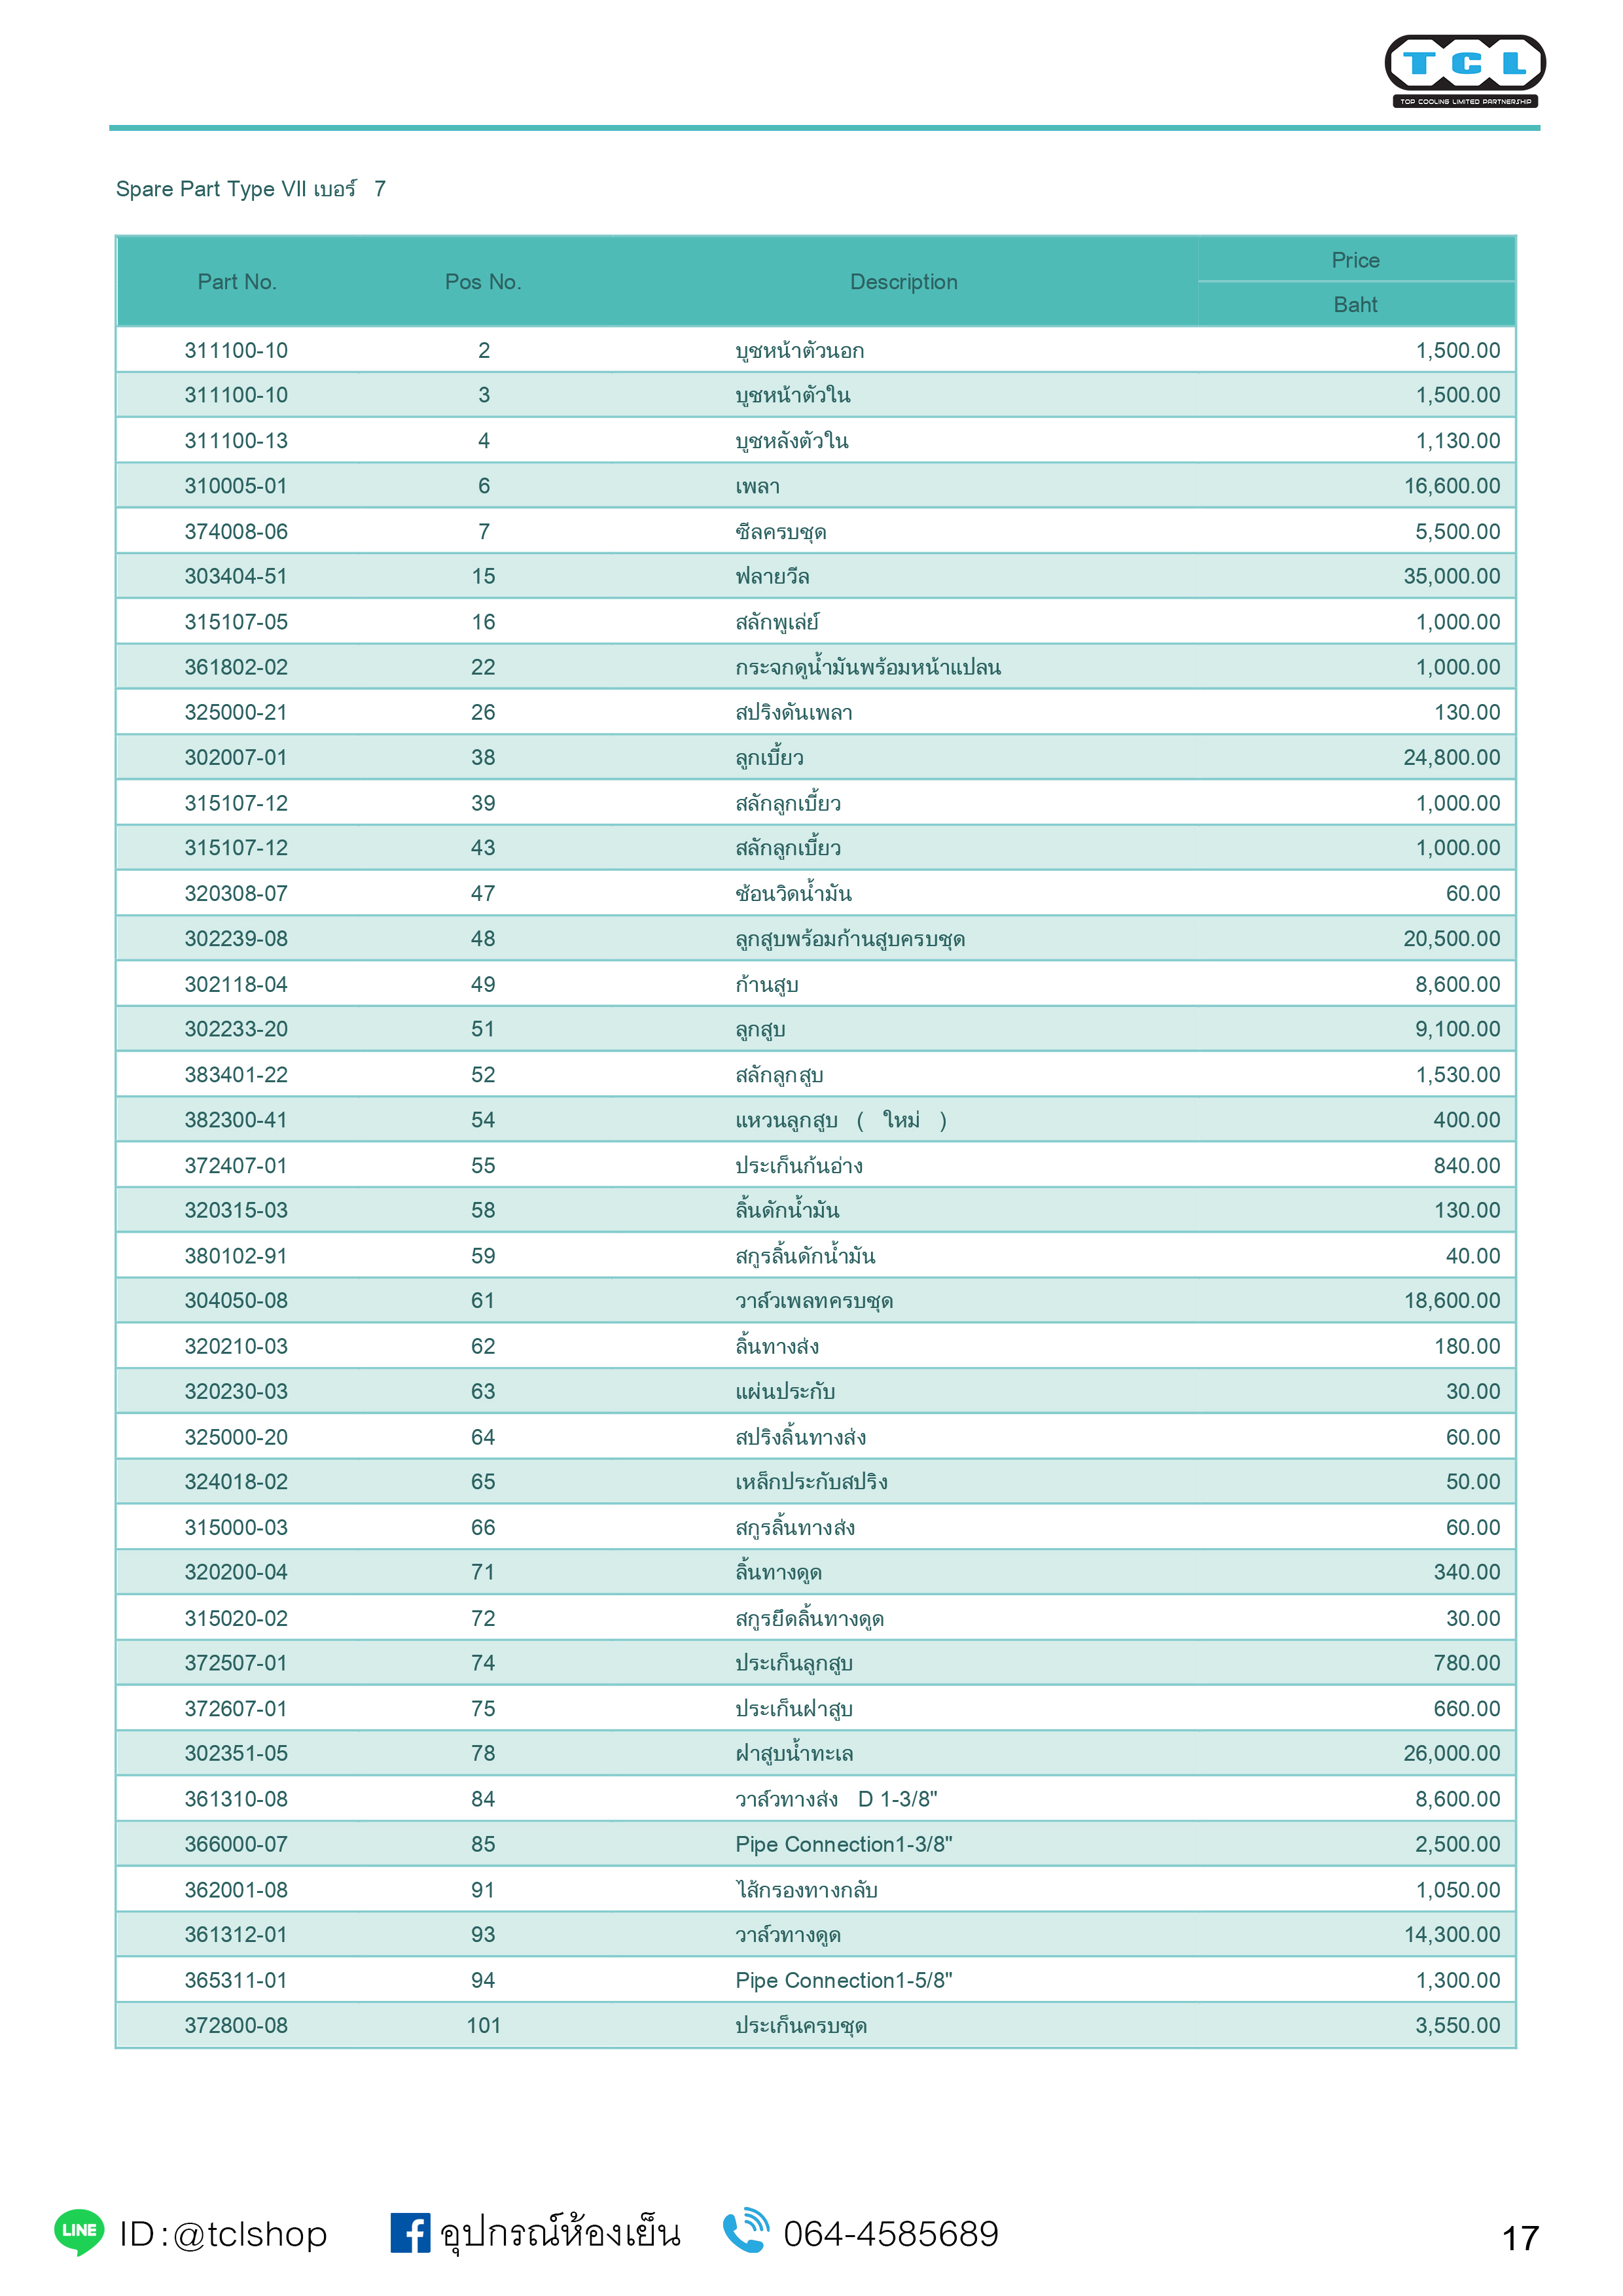 TCL
TOP COOLING LIMITED PARTNERSHIP
Spare Part Type VII เบอร์ 7
Part No. Pos No. Description Price
Baht
311100-10 2 บูชหน้าตัวนอก 1,500.00
311100-10 3 บูชหน้าตัวใน 1,500.00
311100-13 4 บูชหลังตัวใน 1,130.00
310005-01 6 เพลา 16,600.00
374008-06 7 ซีลครบชุด 5,500.00
303404-51 15 ฟลายวีล 35,000.00
315107-05 16 สลักพูเล่ย์ 1,000.00
361802-02 22 กระจกดูน้ำมันพร้อมหน้าแปลน 1,000.00
325000-21 26 สปริงดันเพลา 130.00
302007-01 38 ลูกเบี้ยว 24,800.00
315107-12 39 สลักลูกเบี้ยว 1,000.00
315107-12 43 สลักลูกเบี้ยว 1,000.00
320308-07 47 ช้อนวิดน้ำมัน 60.00
302239-08 48 ลูกสูบพร้อมก้านสูบครบชุด 20,500.00
302118-04 49 ก้านสูบ 8,600.00
302233-20 51 ลูกสูบ 9,100.00
383401-22 52 สลักลูกสูบ 1,530.00
382300-41 54 แหวนลูกสูบ ( ใหม่ ) 400.00
372407-01 55 ประเก็นก้นอ่าง 840.00
320315-03 58 ลิ้นดักน้ำมัน 130.00
380102-91 59 สกูรลิ้นดักน้ำมัน 40.00
304050-08 61 วาล์วเพลทครบชุด 18,600.00
320210-03 62 ลิ้นทางส่ง 180.00
320230-03 63 แผ่นประกับ 30.00
325000-20 64 สปริงลิ้นทางส่ง 60.00
324018-02 65 เหล็กประกับสปริง 50.00
315000-03 66 สกูรลิ้นทางส่ง 60.00
320200-04 71 ลิ้นทางดูด 340.00
315020-02 72 สกูรยึดลิ้นทางดูด 30.00
372507-01 74 ประเก็นลูกสูบ 780.00
372607-01 75 ประเก็นฝาสูบ 660.00
302351-05 78 ฝาสูบน้ำทะเล 26,000.00
361310-08 84 วาล์วทางส่ง D 1-3/8" 8,600.00
366000-07 85 Pipe Connection1-3/8" 2,500.00
362001-08 91 ไส้กรองทางกลับ 1,050.00
361312-01 93 วาล์วทางดูด 14,300.00
365311-01 94 Pipe Connection1-5/8" 1,300.00
372800-08 101 ประเก็นครบชุด 3,550.00
LINE ID : @tclshop f อุปกรณ์ห้องเย็น 064-4585689 17